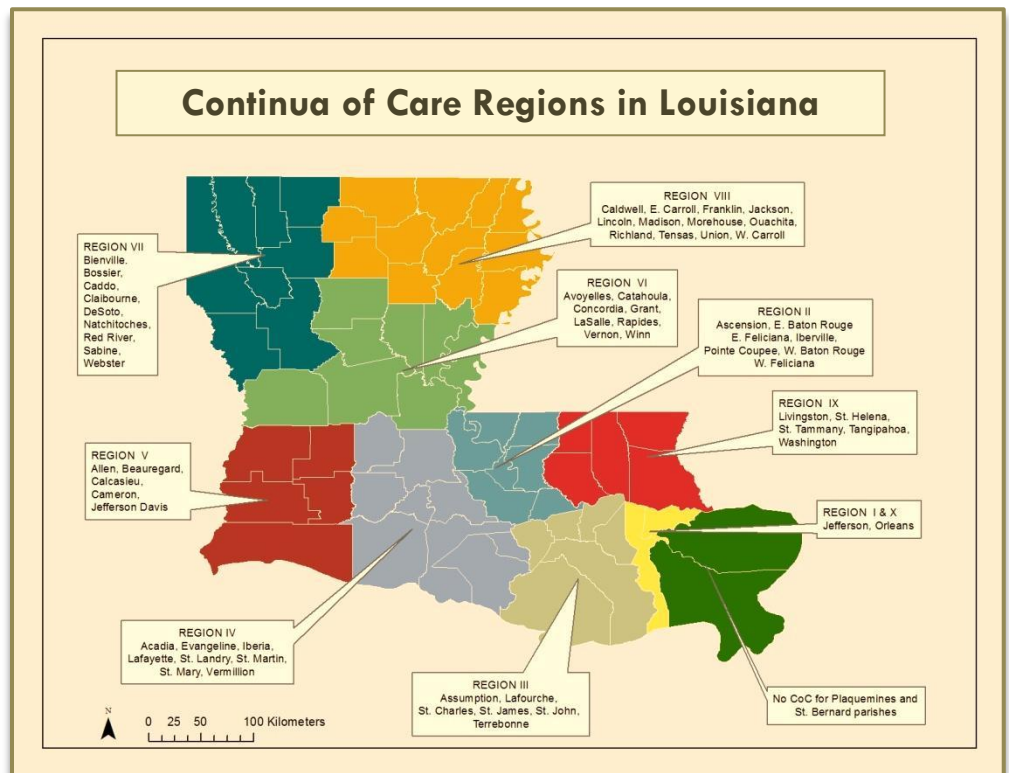 Continua of Care Regions in Louisiana
REGION VIII
Caldwell, E. Carroll, Franklin, Jackson,
Lincoln, Madison, Morehouse, Ouachita,
Richland, Tensas, Union, W. Carroll
REGION VII
Bienville.
Bossier,
Caddo,
Claibourne,
DeSoto,
Natchitoches,
Red River,
Sabine,
Webster
REGION VI
Avoyelles, Catahoula,
Concordia, Grant,
LaSalle, Rapides,
Vernon, Winn
REGION II
Ascension, E. Baton Rouge
E. Feliciana, Iberville,
Pointe Coupee, W. Baton Rouge
W. Feliciana
REGION IX
Livingston, St. Helena,
St. Tammany, Tangipahoa,
Washington
REGION V
Allen, Beauregard,
Calcasieu,
Cameron,
Jefferson Davis
REGION I & X
Jefferson, Orleans
REGION IV
Acadia, Evangeline, Iberia,
Lafayette, St. Landry, St. Martin,
St. Mary, Vermillion
REGION III
Assumption, Lafourche,
St. Charles, St. James, St. John,
Terrebonne
No CoC for Plaquemines and
St. Bernard parishes
N
0 25 50 100 Kilometers